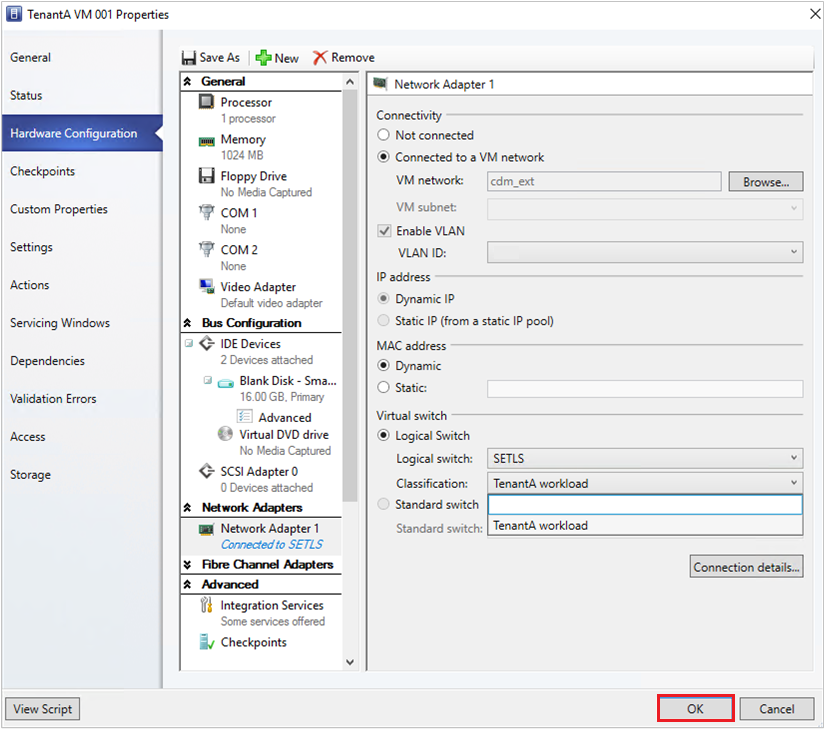 TenantA VM 001 Properties
General
Status
Hardware Configuration
Checkpoints
Custom Properties
Settings
Actions
Servicing Windows
Dependencies
Validation Errors
Access
Storage
Save As New Remove
General
Processor
1 processor
Memory
1024 MB
Floppy Drive
No Media Captured
COM 1
None
COM 2
None
Video Adapter
Default video adapter
Bus Configuration
IDE Devices
2 Devices attached
Blank Disk - Sma...
16.00 GB, Primary
Advanced
Virtual DVD drive
No Media Captured
SCSI Adapter 0
0 Devices attached
Network Adapters
Network Adapter 1
Connected to SETLS
Fibre Channel Adapters
Advanced
Integration Services
Some services offered
Checkpoints
Network Adapter 1
Connectivity
Not connected
Connected to a VM network
VM network: cdm_ext Browse...
VM subnet:
Enable VLAN
VLAN ID:
IP address
Dynamic IP
Static IP (from a static IP pool)
MAC address
Dynamic
Static:
Virtual switch
Logical Switch
Logical switch: SETLS
Classification: TenantA workload
Standard switch
Standard switch: TenantA workload
Connection details...
View Script OK Cancel